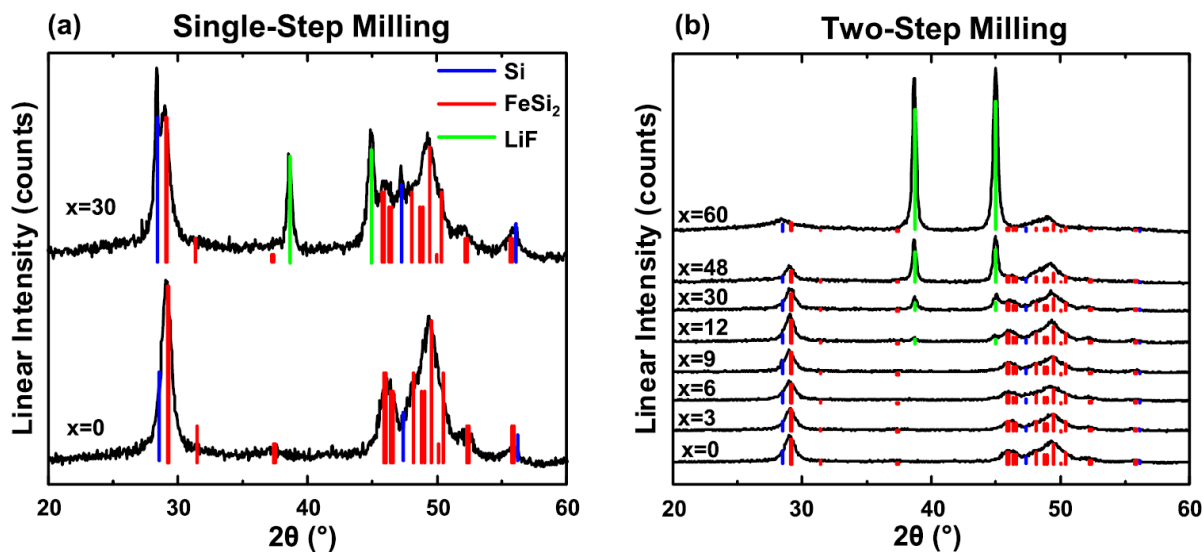 (a) Single-Step Milling
Linear Intensity (counts)
Si
FeSi₂
LiF
x=30
x=0
20 30 40 50 60
2θ (°)
(b) Two-Step Milling
Linear Intensity (counts)
x=60
x=48
x=30
x=12
x=9
x=6
x=3
x=0
20 30 40 50 60
2θ (°)